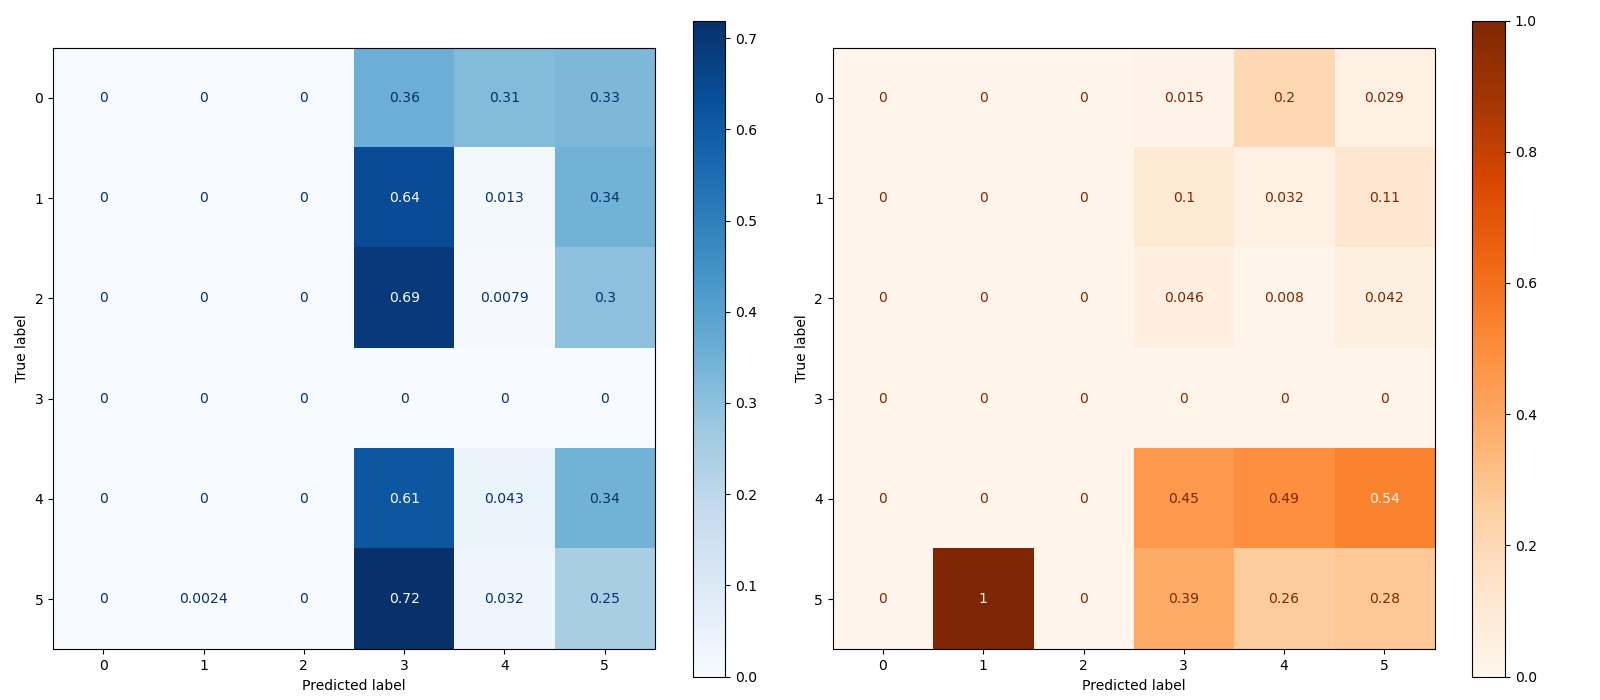 0 0 0 0 0.36 0.31 0.33
1 0 0 0 0.64 0.013 0.34
2 0 0 0 0.69 0.0079 0.3
3 0 0 0 0 0 0
4 0 0 0 0.61 0.043 0.34
5 0 0.0024 0 0.72 0.032 0.25
0 1 2 3 4 5
True label
Predicted label
0.7
0.6
0.5
0.4
0.3
0.2
0.1
0.0
0 0 0 0 0.015 0.2 0.029
1 0 0 0 0.1 0.032 0.11
2 0 0 0 0.046 0.008 0.042
3 0 0 0 0 0 0
4 0 0 0 0.45 0.49 0.54
5 0 1 0 0.39 0.26 0.28
0 1 2 3 4 5
True label
Predicted label
1.0
0.8
0.6
0.4
0.2
0.0